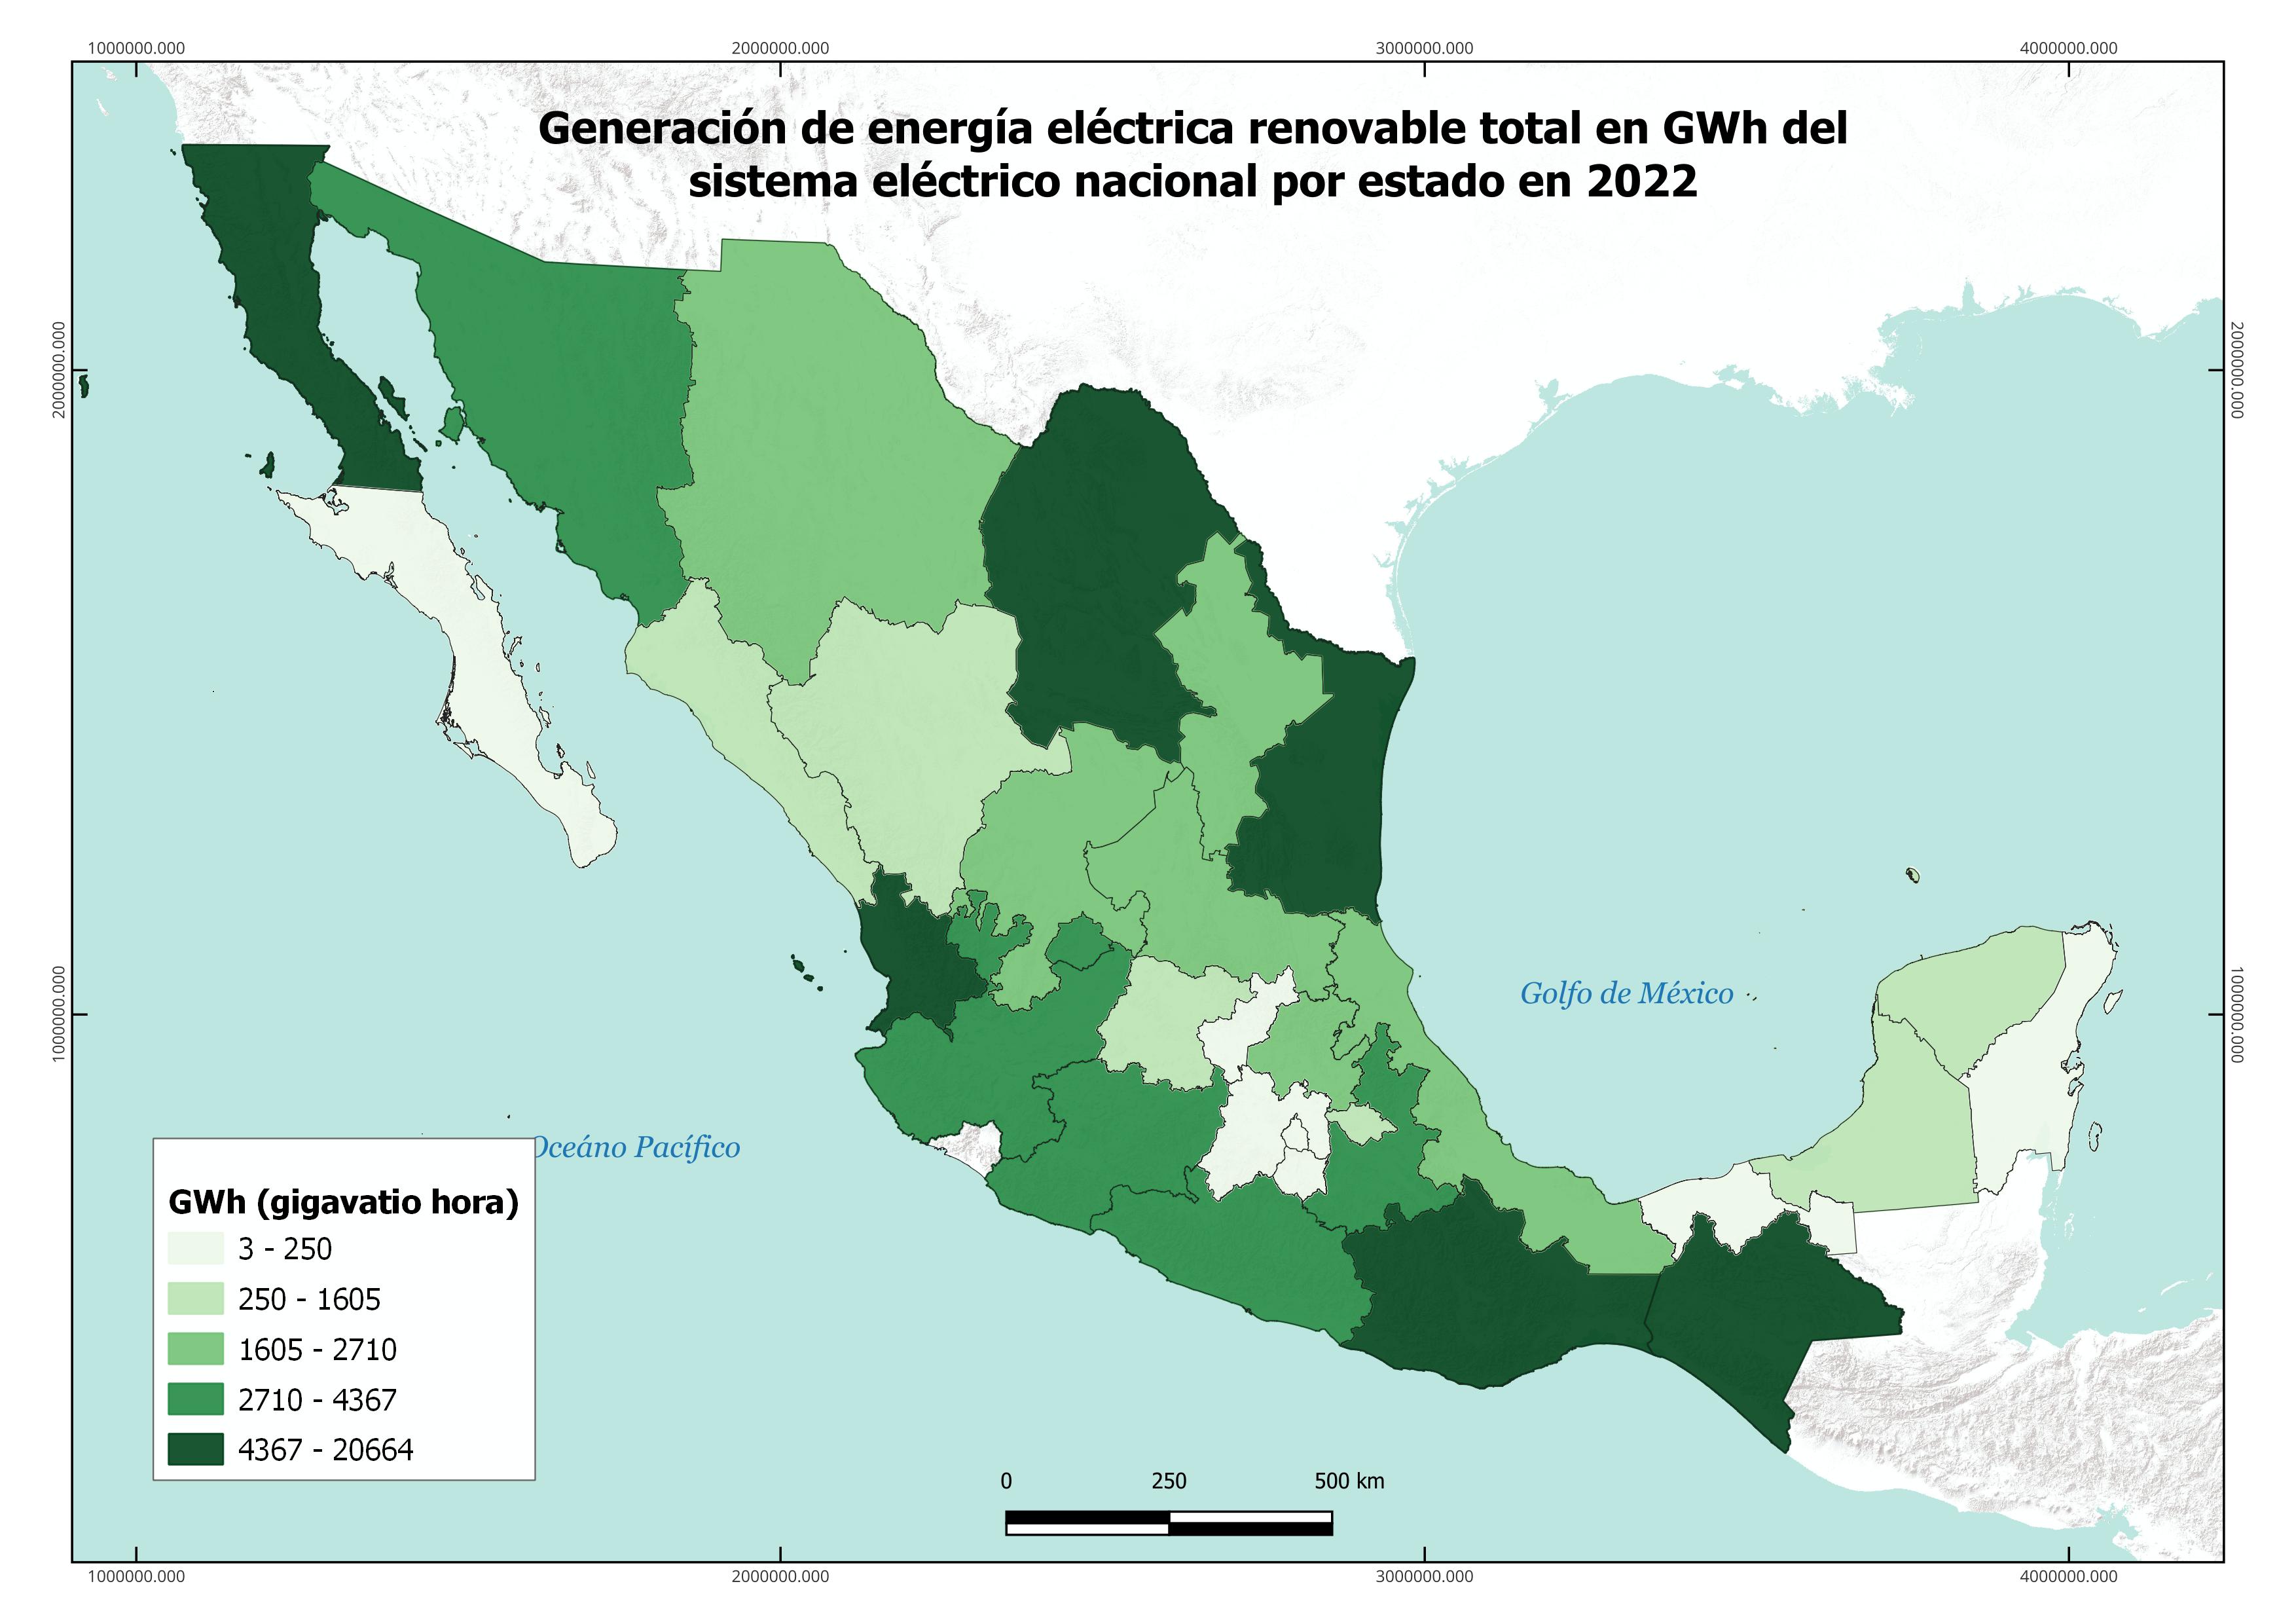 1000000.000 2000000.000 3000000.000 4000000.000
Generación de energía eléctrica renovable total en GWh del
sistema eléctrico nacional por estado en 2022
2000000.000
2000000.000
1000000.000
1000000.000
Golfo de México
Oceáno Pacífico
GWh (gigavatio hora)
3 - 250
250 - 1605
1605 - 2710
2710 - 4367
4367 - 20664
0 250 500 km
1000000.000 2000000.000 3000000.000 4000000.000